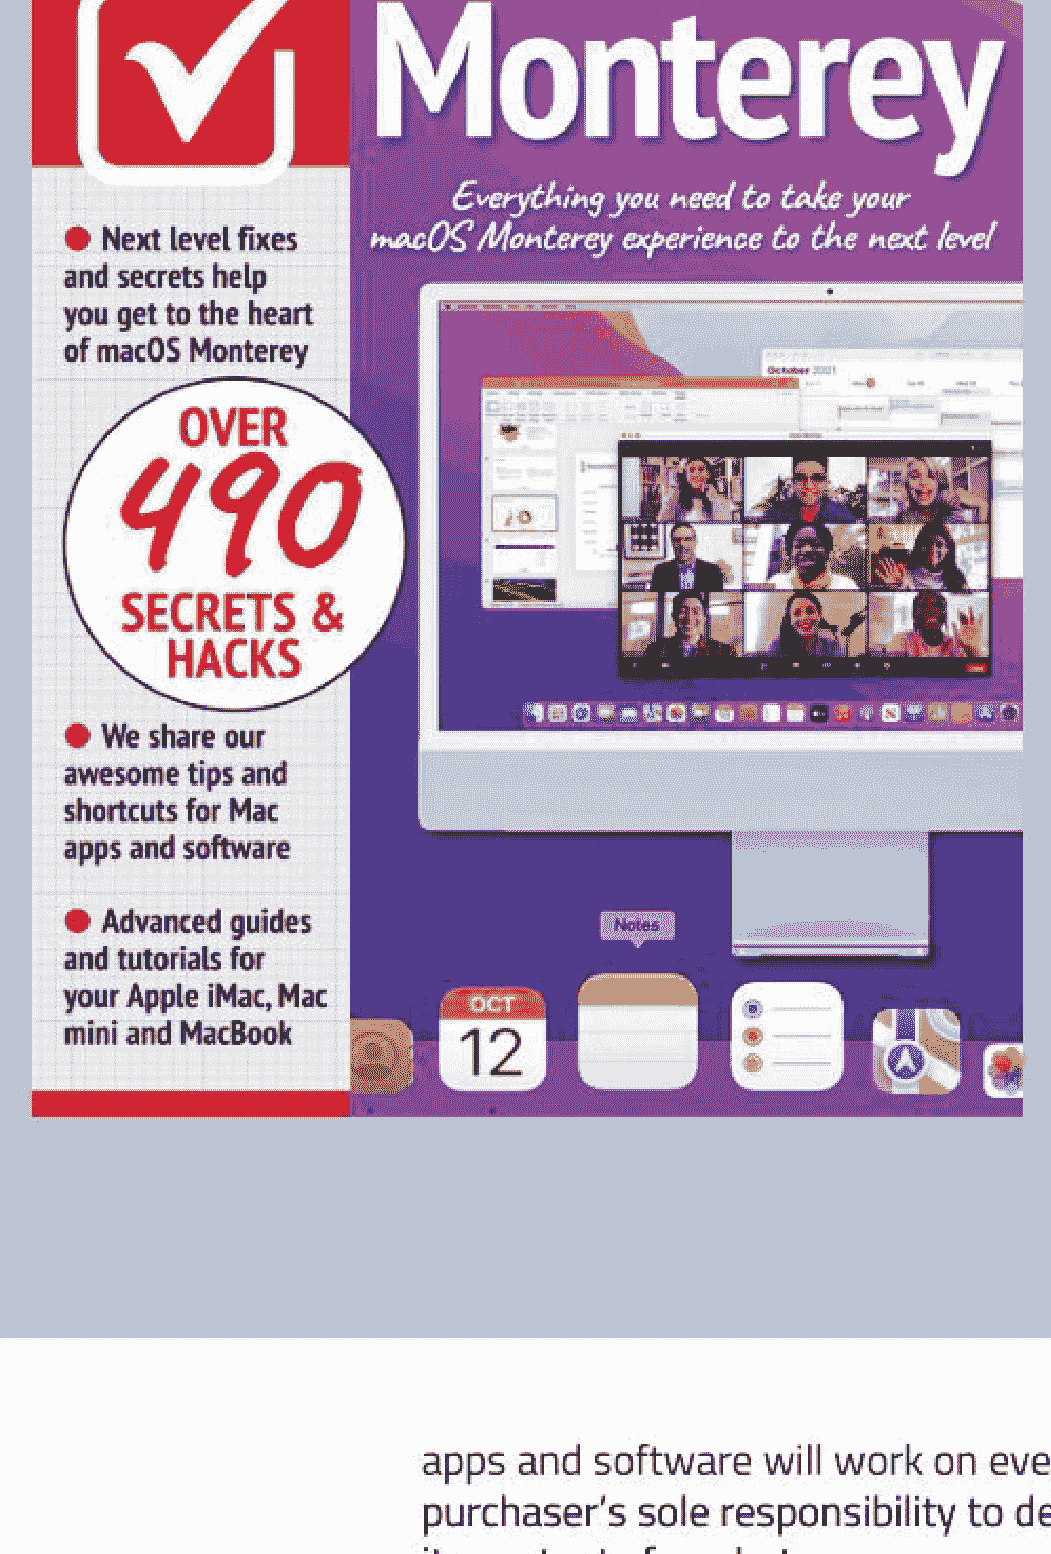 Monterey
Everything you need to take your
macOS Monterey experience to the next level
● Next level fixes
and secrets help
you get to the heart
of macOS Monterey
OVER
490
SECRETS &
HACKS
● We share our
awesome tips and
shortcuts for Mac
apps and software
● Advanced guides
and tutorials for
your Apple iMac, Mac
mini and MacBook
October 2021
Notes
OCT
12
apps and software will work on eve
purchaser's sole responsibility to de